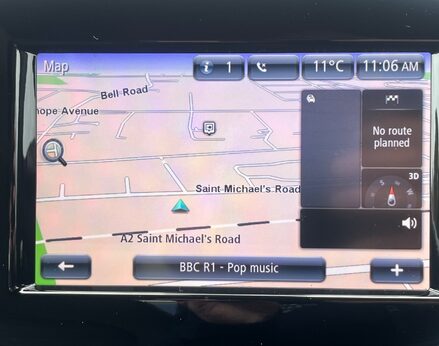 Map
1
11°C
11:06 AM
Bell Road
hope Avenue
No route
planned
3D
Saint Michael's Road
A2 Saint Michael's Road
BBC R1 - Pop music